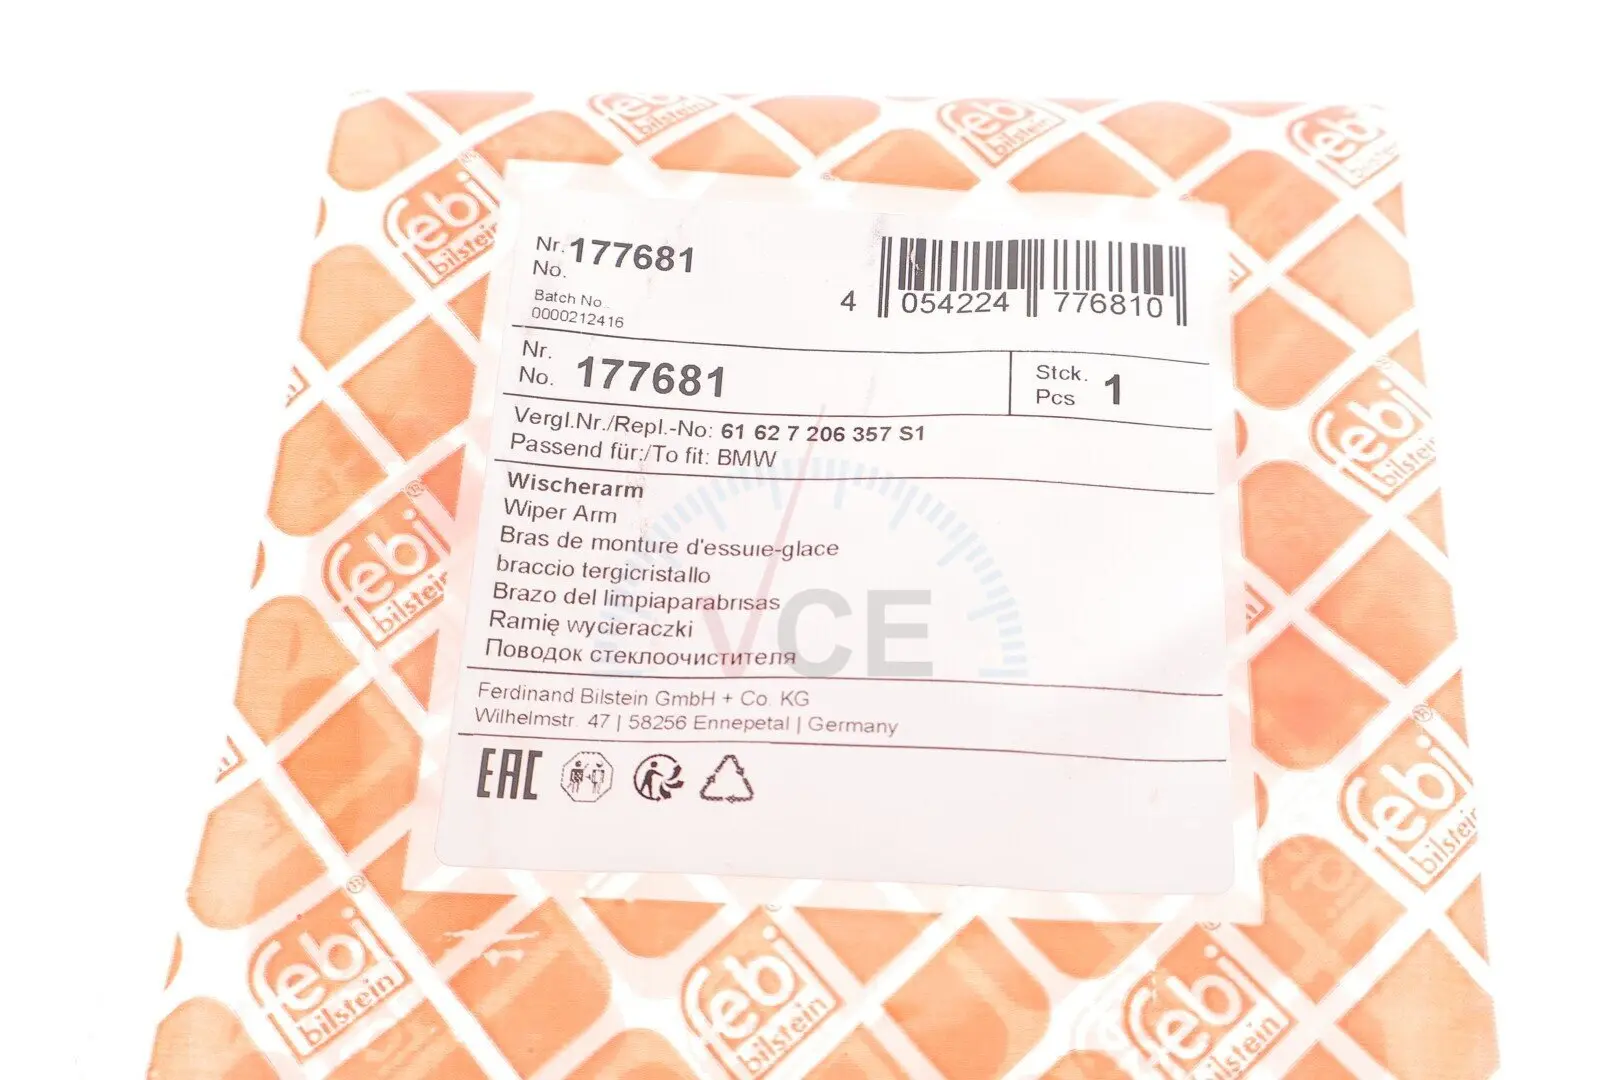 febi
bilstein
Nr. 177681
No.
Batch No.
0000212416
4 054224 776810
Nr.
No. 177681
Stck.
Pcs 1
Vergl.Nr./Repl.-No: 61 62 7 206 357 S1
Passend für:/To fit: BMW
Wischerarm
Wiper Arm
Bras de monture d'essuie-glace
braccio tergicristallo
Brazo del limpiaparabrisas
Ramię wycieraczki
Поводок стеклоочистителя
VCE
Ferdinand Bilstein GmbH + Co. KG
Wilhelmstr. 47 | 58256 Ennepetal | Germany
EAC